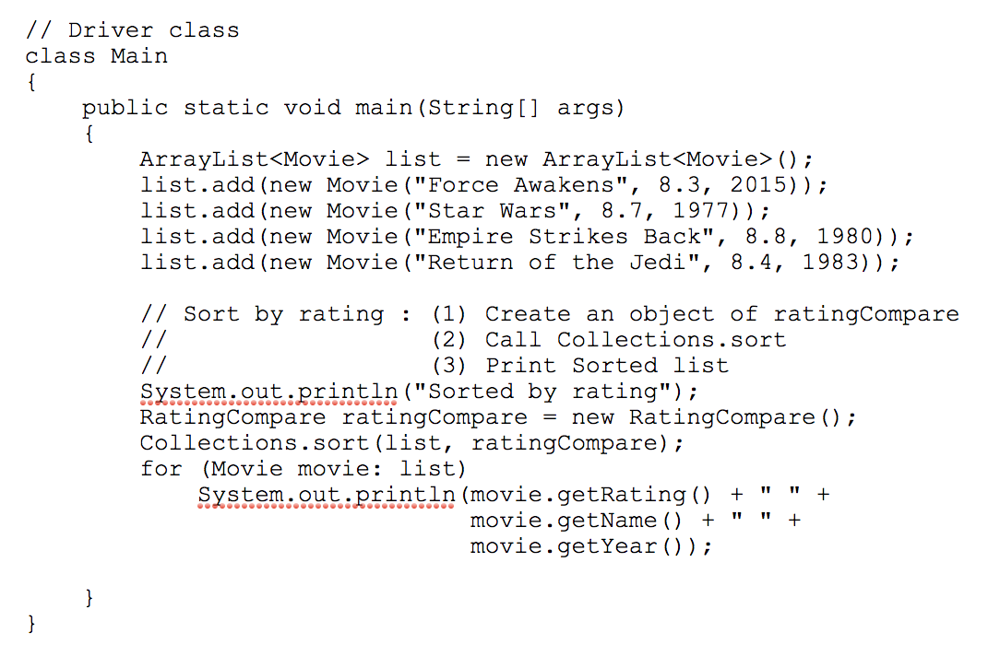 // Driver class
class Main
{
    public static void main(String[] args)
    {
        ArrayList<Movie> list = new ArrayList<Movie>();
        list.add(new Movie("Force Awakens", 8.3, 2015));
        list.add(new Movie("Star Wars", 8.7, 1977));
        list.add(new Movie("Empire Strikes Back", 8.8, 1980));
        list.add(new Movie("Return of the Jedi", 8.4, 1983));

        // Sort by rating : (1) Create an object of ratingCompare
        //                  (2) Call Collections.sort
        //                  (3) Print Sorted list
        System.out.println("Sorted by rating");
        RatingCompare ratingCompare = new RatingCompare();
        Collections.sort(list, ratingCompare);
        for (Movie movie: list)
            System.out.println(movie.getRating() + " " +
                               movie.getName() + " " +
                               movie.getYear());

    }
}